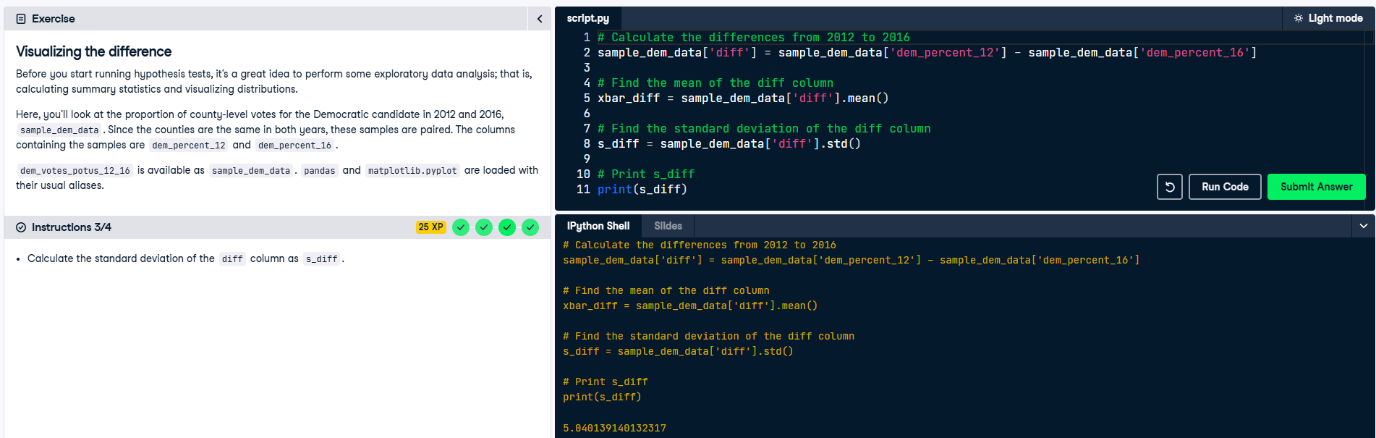 Exercise
Visualizing the difference
Before you start running hypothesis tests, it's a great idea to perform some exploratory data analysis; that is,
calculating summary statistics and visualizing distributions.
Here, you'll look at the proportion of county-level votes for the Democratic candidate in 2012 and 2016,
sample_dem_data . Since the counties are the same in both years, these samples are paired. The columns
containing the samples are dem_percent_12 and dem_percent_16 .
dem_votes_potus_12_16 is available as sample_dem_data . pandas and matplotlib.pyplot are loaded with
their usual aliases.
Instructions 3/4
25 XP
• Calculate the standard deviation of the diff column as s_diff .
script.py
Light mode
1 # Calculate the differences from 2012 to 2016
2 sample_dem_data['diff'] = sample_dem_data['dem_percent_12'] - sample_dem_data['dem_percent_16']
3
4 # Find the mean of the diff column
5 xbar_diff = sample_dem_data['diff'].mean()
6
7 # Find the standard deviation of the diff column
8 s_diff = sample_dem_data['diff'].std()
9
10 # Print s_diff
11 print(s_diff)
Run Code
Submit Answer
IPython Shell
Slides
# Calculate the differences from 2012 to 2016
sample_dem_data['diff'] = sample_dem_data['dem_percent_12'] - sample_dem_data['dem_percent_16']
# Find the mean of the diff column
xbar_diff = sample_dem_data['diff'].mean()
# Find the standard deviation of the diff column
s_diff = sample_dem_data['diff'].std()
# Print s_diff
print(s_diff)
5.040139140132317